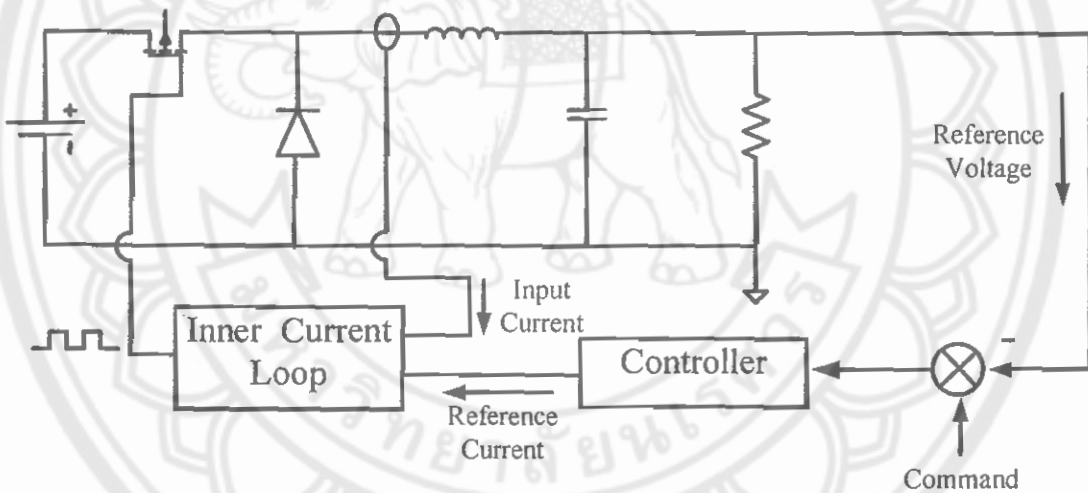 +
-
Reference
Voltage
Input
Current
Inner Current
Loop
Controller
-
Reference
Current
Command